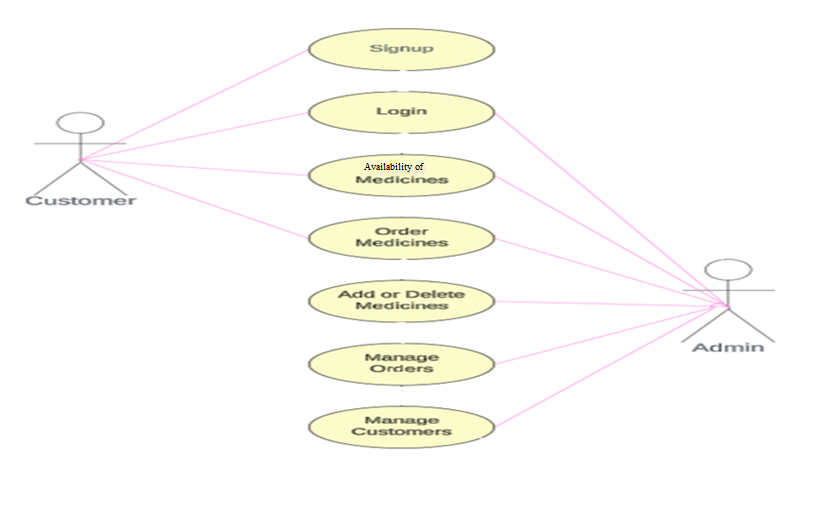 Signup
Login
Availability of
Medicines
Customer
Order
Medicines
Add or Delete
Medicines
Admin
Manage
Orders
Manage
Customers